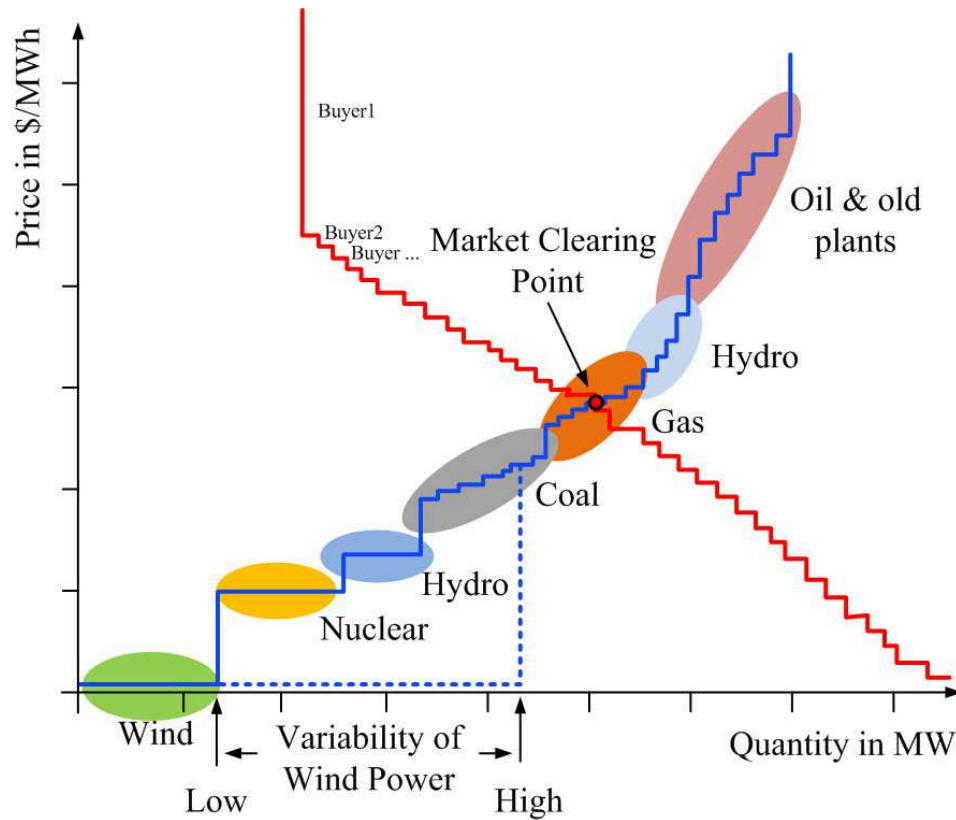 Price in $/MWh
Buyer1
Buyer2
Buyer ...
Market Clearing
Point
Oil & old
plants
Hydro
Gas
Coal
Hydro
Nuclear
Wind
Variability of
Wind Power
Quantity in MW
Low
High